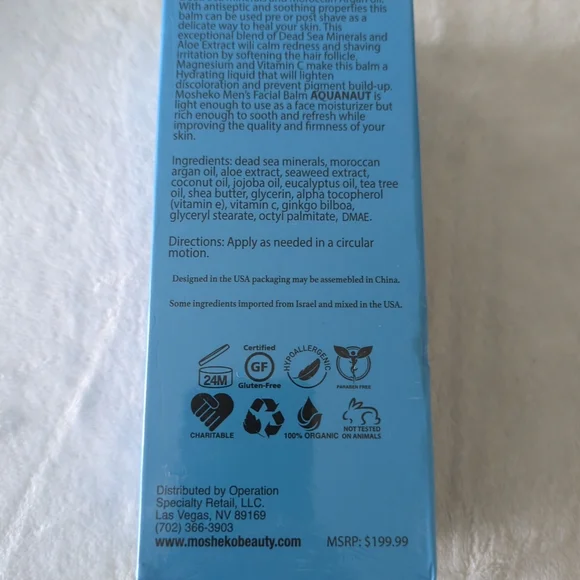 and Moroccan Argan Oil.
With antiseptic and soothing properties this
balm can be used pre or post shave as a
delicate way to heal your skin. This
exceptional blend of Dead Sea Minerals and
Aloe Extract will calm redness and shaving
irritation by softening the hair follicle.
Magnesium and Vitamin C make this balm a
Hydrating liquid that will lighten
discoloration and prevent pigment build-up.
Mosheko Men's Facial Balm AQUANAUT is
light enough to use as a face moisturizer but
rich enough to sooth and refresh while
improving the quality and firmness of your
skin.
Ingredients: dead sea minerals, moroccan
argan oil, aloe extract, seaweed extract,
coconut oil, jojoba oil, eucalyptus oil, tea tree
oil, shea butter, glycerin, alpha tocopherol
(vitamin e), vitamin c, ginkgo bilboa,
glyceryl stearate, octyl palmitate, DMAE.
Directions: Apply as needed in a circular
motion.
Designed in the USA packaging may be assemebled in China.
Some ingredients imported from Israel and mixed in the USA.
24M
Certified
GF
Gluten-Free
HYPOALLERGENIC
PARABEN FREE
CHARITABLE
100% ORGANIC
NOT TESTED
ON ANIMALS
Distributed by Operation
Specialty Retail, LLC.
Las Vegas, NV 89169
(702) 366-3903
www.moshekobeauty.com
MSRP: $199.99